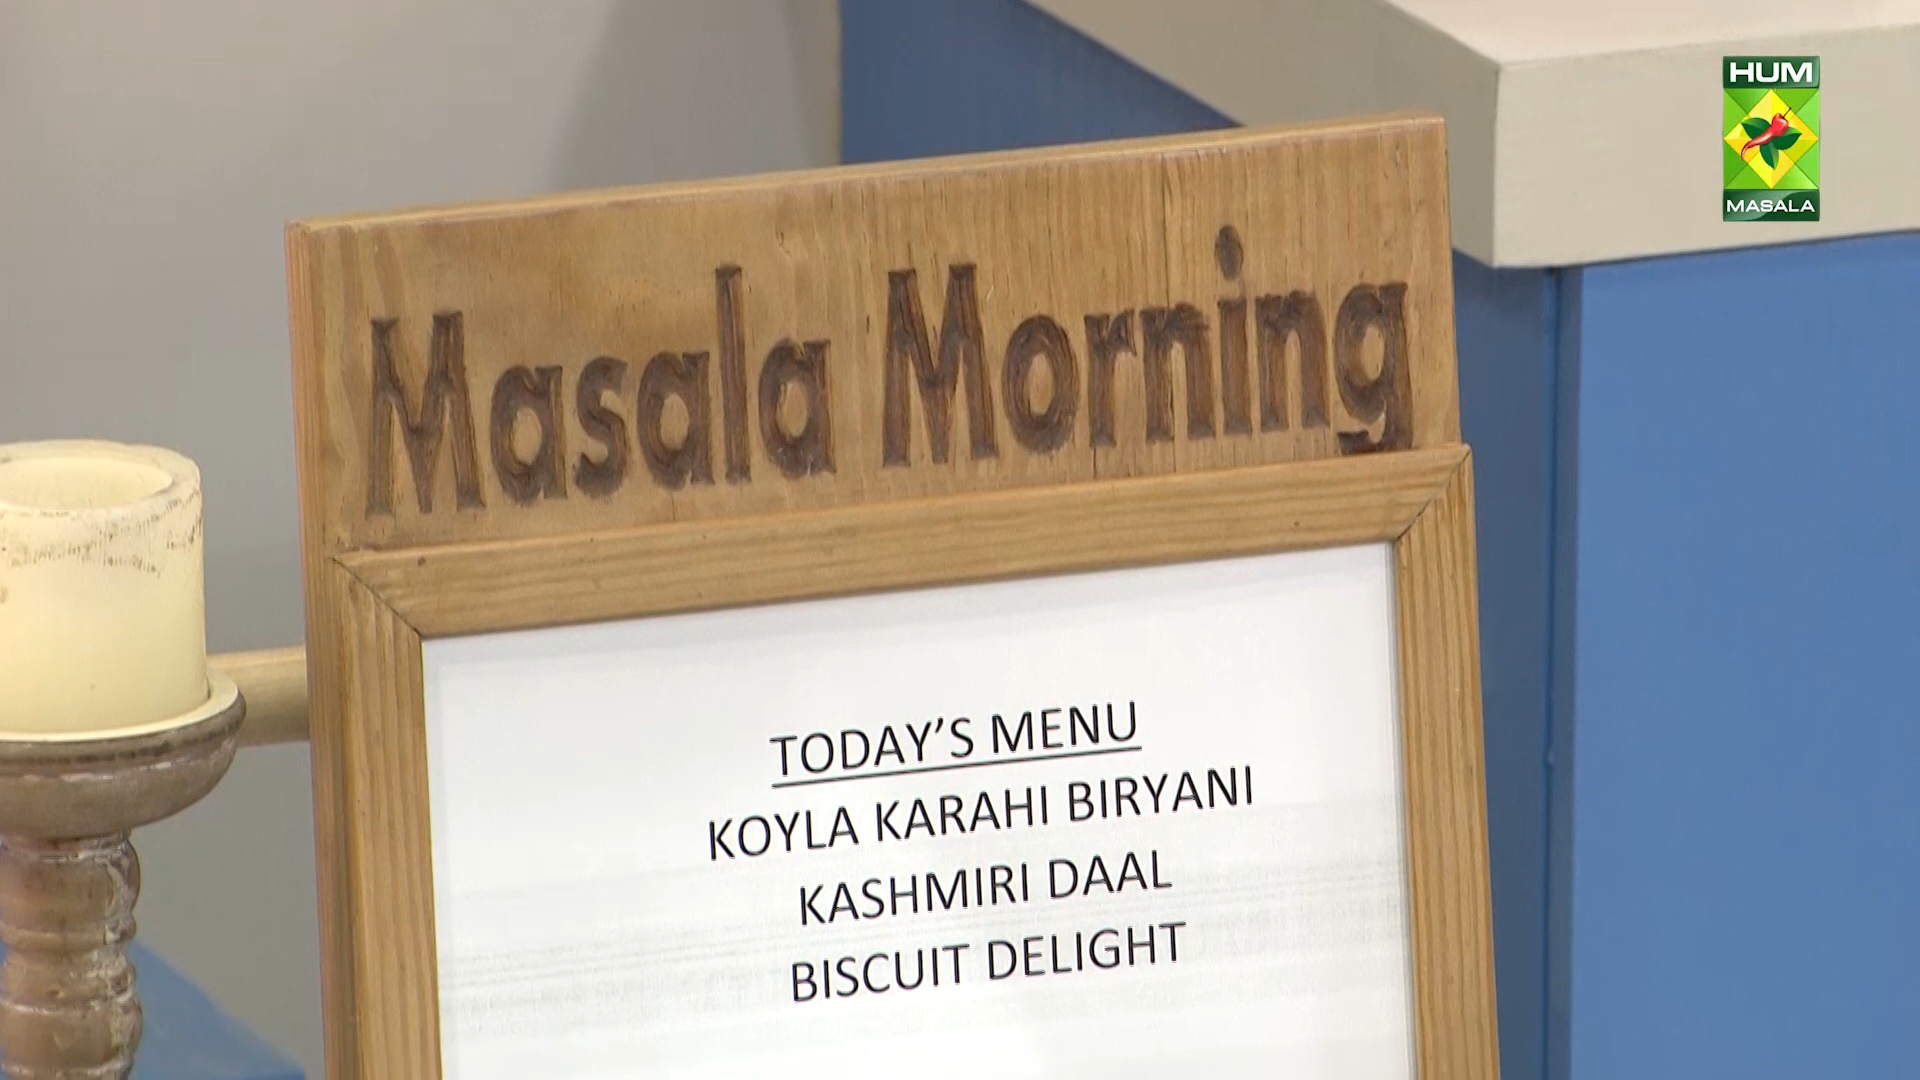 HUM
MASALA
Masala Morning
TODAY'S MENU
KOYLA KARAHI BIRYANI
KASHMIRI DAAL
BISCUIT DELIGHT